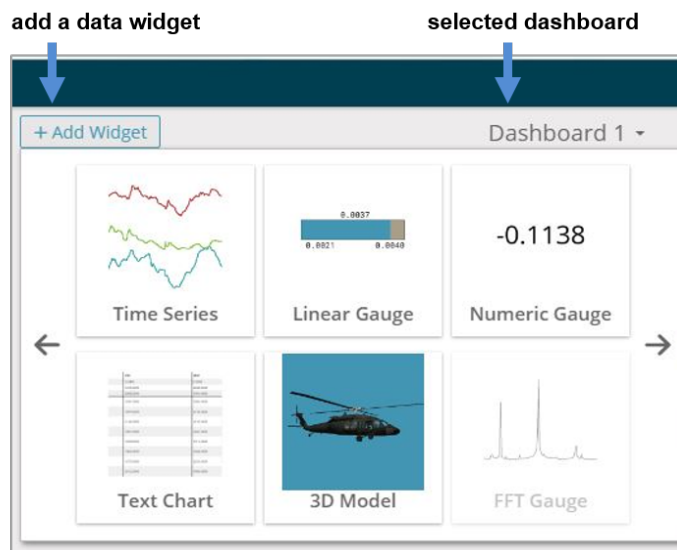 add a data widget
selected dashboard
+ Add Widget
Dashboard 1
0.0037
0.0021
0.0040
-0.1138
Time Series
Linear Gauge
Numeric Gauge
Text Chart
3D Model
FFT Gauge